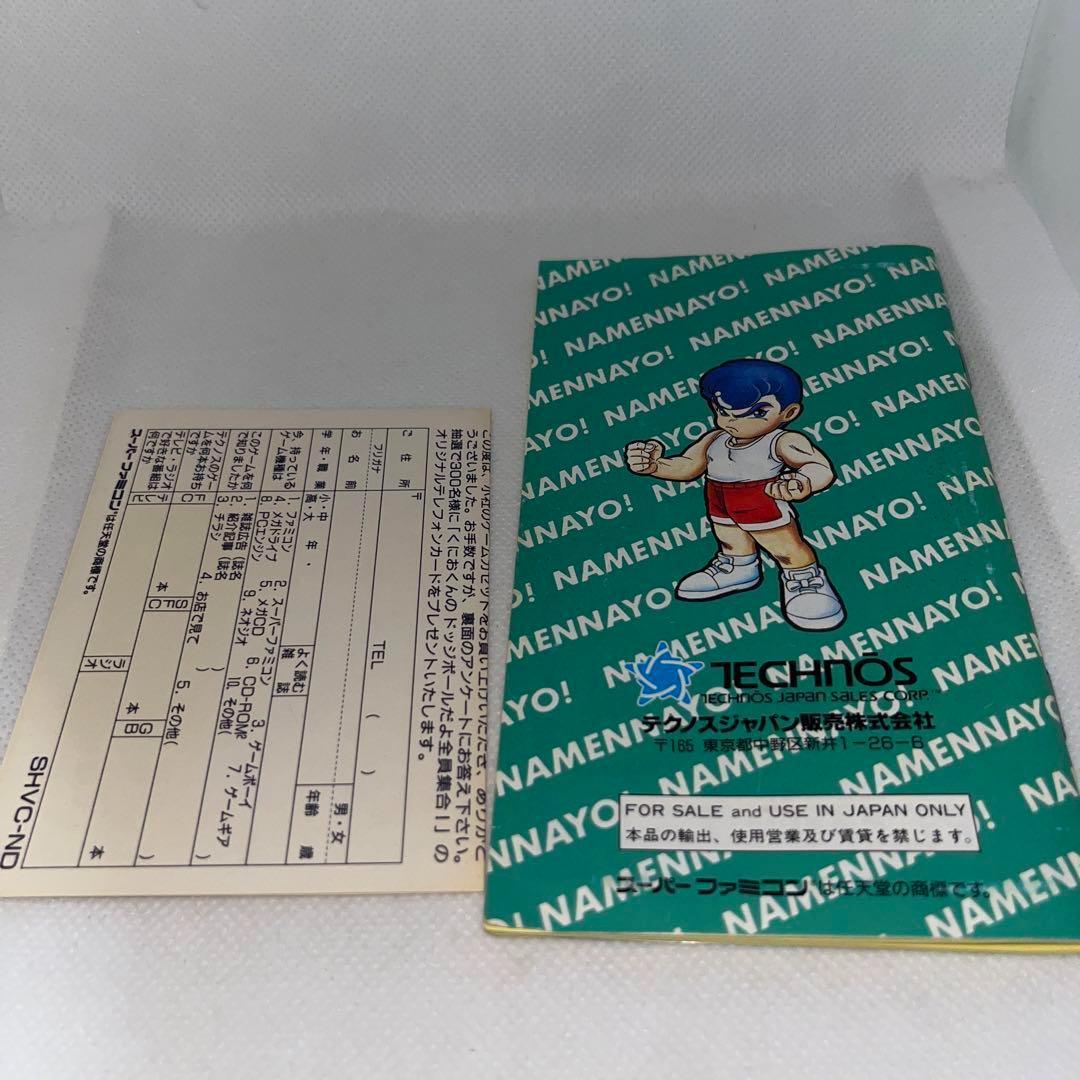 この度は、小社のゲームカセットをお買い上げいただき、ありがと
うございました。お手数ですが、裏面のアンケートにお答え下さい。
抽選で300名様に「くにおくんのドッジボールだよ全員集合!」の
オリジナルテレフォンカードをプレゼントいたします。
ご住所 〒
TEL ( )
フリガナ
お名前
男・女
学年・職業
小・中
高・大 年・
よく読む
雑誌
年齢 歳
今、持っている
ゲーム機種は
1. ファミコン 2. スーパーファミコン 3. ゲームボーイ
4. メガドライブ 5. メガCD 6. CD-ROM² 7. ゲームギア
8. PCエンジン 9. ネオジオ 10. その他( )
このゲームを何
で知りましたか
1. 雑誌広告(誌名 )
2. 紹介記事(誌名 )
3. チラシ 4. お店で見て 5. その他( )
テクノスのゲー
ムを何本お持ち
ですか
FC 本 SFC 本 GB 本
テレビ・ラジオ
で好きな番組は
何ですか
テレビ
ラジオ
スーパーファミコン™は任天堂の商標です。
SHVC-ND
NAMENNAYO! NAMENNAYO! NAMENNAYO!
TECHNŌS
TECHNŌS JAPAN SALES CORP.™
テクノスジャパン販売株式会社
〒165 東京都中野区新井1-26-6
FOR SALE and USE IN JAPAN ONLY
本品の輸出、使用営業及び賃貸を禁じます。
スーパーファミコン™は任天堂の商標です。